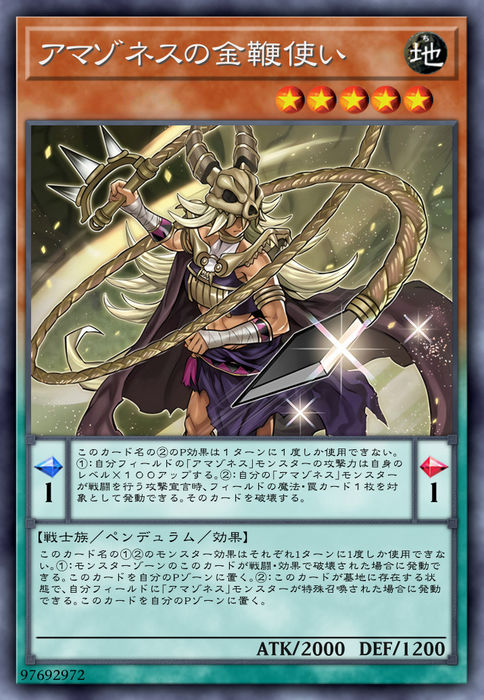 アマゾネスの金鞭使い
地
ち
このカード名の②のP効果は1ターンに1度しか使用できない。
①:自分フィールドの「アマゾネス」モンスターの攻撃力は自身の
レベル×100アップする。②:自分の「アマゾネス」モンスター
が戦闘を行う攻撃宣言時、フィールドの魔法・罠カード1枚を対
象として発動できる。そのカードを破壊する。
1
1
【戦士族/ペンデュラム/効果】
このカード名の①②のモンスター効果はそれぞれ1ターンに1度しか使用できな
い。①:モンスターゾーンのこのカードが戦闘・効果で破壊された場合に発動で
きる。このカードを自分のPゾーンに置く。②:このカードが墓地に存在する状
態で、自分フィールドに「アマゾネス」モンスターが特殊召喚された場合に発動
できる。このカードを自分のPゾーンに置く。
ATK/2000 DEF/1200
97692972